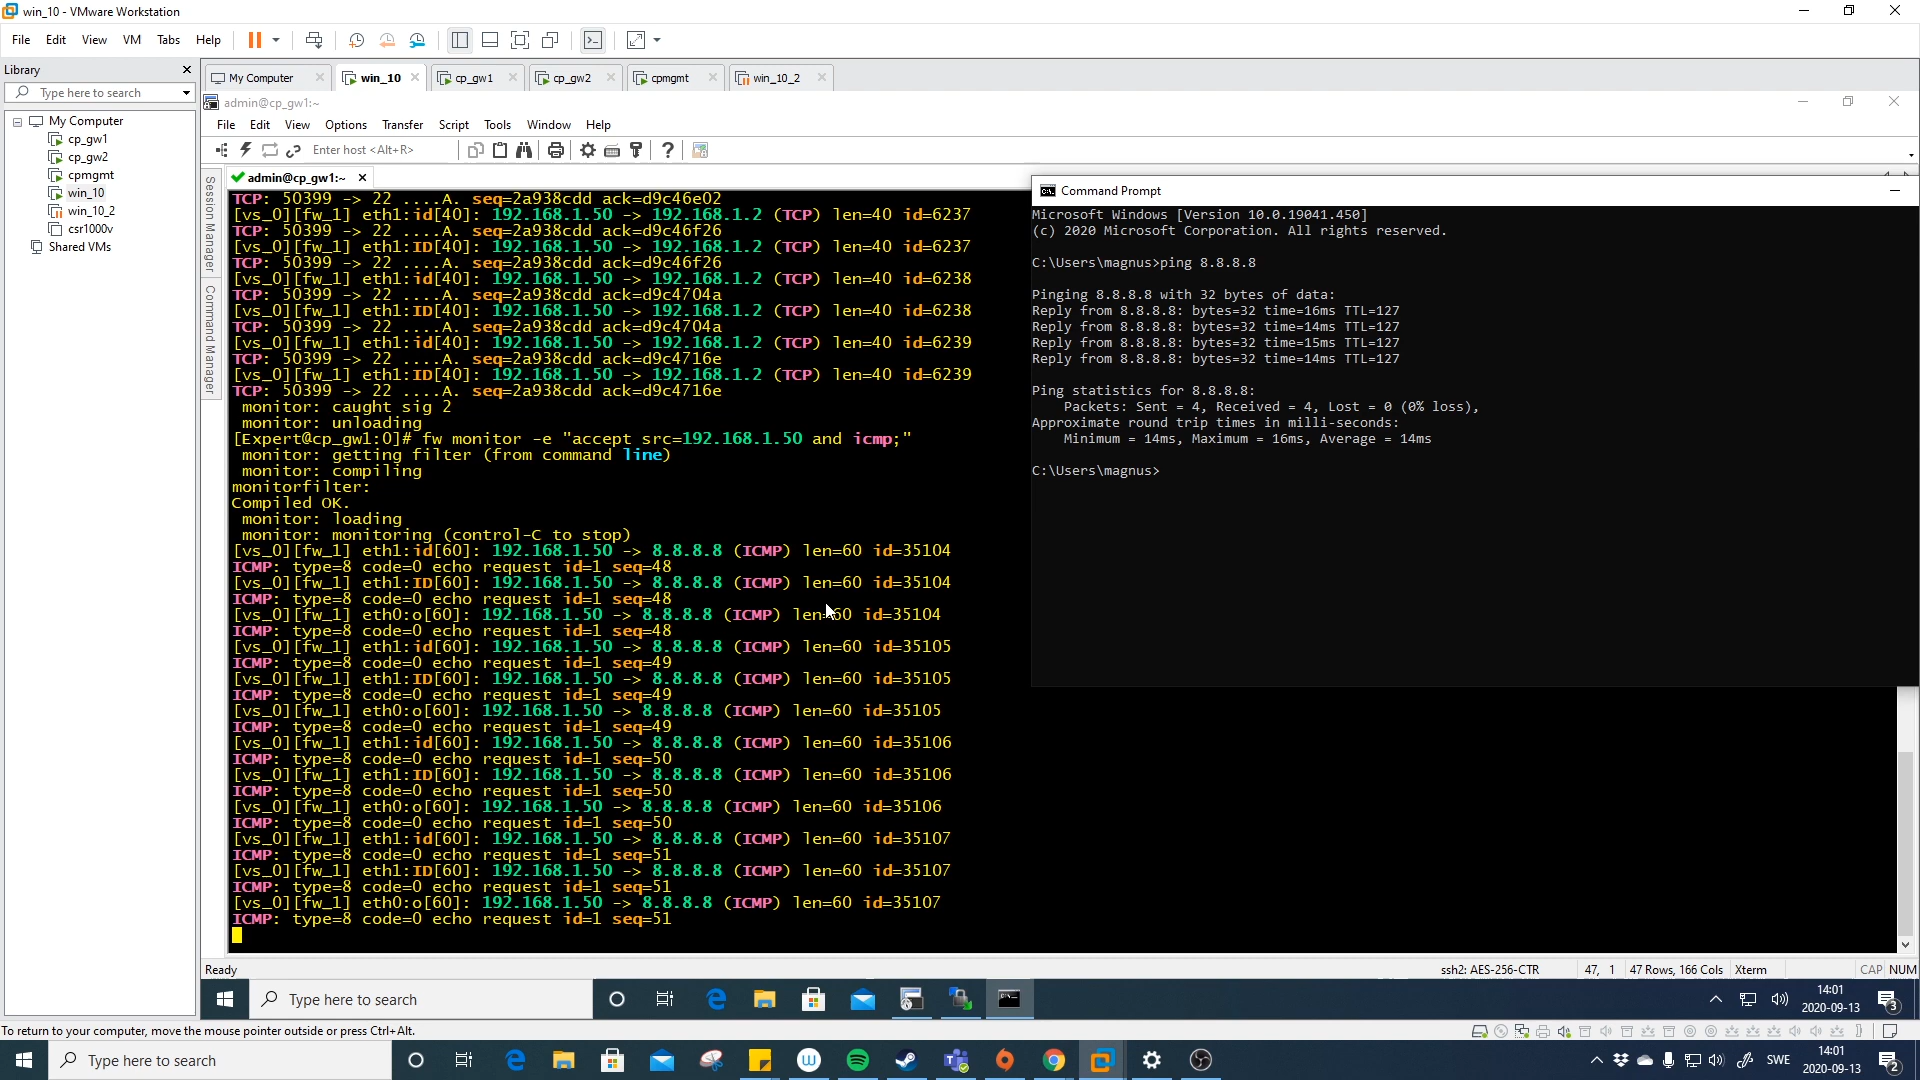 win_10 - VMware Workstation
File Edit View VM Tabs Help
Library
Type here to search
My Computer
cp_gw1
cp_gw2
cpmgmt
win_10
win_10_2
csr1000v
Shared VMs
My Computer win_10 cp_gw1 cp_gw2 cpmgmt win_10_2
admin@cp_gw1:~
File Edit View Options Transfer Script Tools Window Help
Enter host <Alt+R>
Session Manager
Command Manager
admin@cp_gw1:~
TCP: 50399 -> 22 ....A. seq=2a938cdd ack=d9c46e02
[vs_0][fw_1] eth1:id[40]: 192.168.1.50 -> 192.168.1.2 (TCP) len=40 id=6237
TCP: 50399 -> 22 ....A. seq=2a938cdd ack=d9c46f26
[vs_0][fw_1] eth1:ID[40]: 192.168.1.50 -> 192.168.1.2 (TCP) len=40 id=6237
TCP: 50399 -> 22 ....A. seq=2a938cdd ack=d9c46f26
[vs_0][fw_1] eth1:id[40]: 192.168.1.50 -> 192.168.1.2 (TCP) len=40 id=6238
TCP: 50399 -> 22 ....A. seq=2a938cdd ack=d9c4704a
[vs_0][fw_1] eth1:ID[40]: 192.168.1.50 -> 192.168.1.2 (TCP) len=40 id=6238
TCP: 50399 -> 22 ....A. seq=2a938cdd ack=d9c4704a
[vs_0][fw_1] eth1:id[40]: 192.168.1.50 -> 192.168.1.2 (TCP) len=40 id=6239
TCP: 50399 -> 22 ....A. seq=2a938cdd ack=d9c4716e
[vs_0][fw_1] eth1:ID[40]: 192.168.1.50 -> 192.168.1.2 (TCP) len=40 id=6239
TCP: 50399 -> 22 ....A. seq=2a938cdd ack=d9c4716e
monitor: caught sig 2
monitor: unloading
[Expert@cp_gw1:0]# fw monitor -e "accept src=192.168.1.50 and icmp;"
monitor: getting filter (from command line)
monitor: compiling
monitorfilter:
Compiled OK.
monitor: loading
monitor: monitoring (control-C to stop)
[vs_0][fw_1] eth1:id[60]: 192.168.1.50 -> 8.8.8.8 (ICMP) len=60 id=35104
ICMP: type=8 code=0 echo request id=1 seq=48
[vs_0][fw_1] eth1:ID[60]: 192.168.1.50 -> 8.8.8.8 (ICMP) len=60 id=35104
ICMP: type=8 code=0 echo request id=1 seq=48
[vs_0][fw_1] eth0:o[60]: 192.168.1.50 -> 8.8.8.8 (ICMP) len=60 id=35104
ICMP: type=8 code=0 echo request id=1 seq=48
[vs_0][fw_1] eth1:id[60]: 192.168.1.50 -> 8.8.8.8 (ICMP) len=60 id=35105
ICMP: type=8 code=0 echo request id=1 seq=49
[vs_0][fw_1] eth1:ID[60]: 192.168.1.50 -> 8.8.8.8 (ICMP) len=60 id=35105
ICMP: type=8 code=0 echo request id=1 seq=49
[vs_0][fw_1] eth0:o[60]: 192.168.1.50 -> 8.8.8.8 (ICMP) len=60 id=35105
ICMP: type=8 code=0 echo request id=1 seq=49
[vs_0][fw_1] eth1:id[60]: 192.168.1.50 -> 8.8.8.8 (ICMP) len=60 id=35106
ICMP: type=8 code=0 echo request id=1 seq=50
[vs_0][fw_1] eth1:ID[60]: 192.168.1.50 -> 8.8.8.8 (ICMP) len=60 id=35106
ICMP: type=8 code=0 echo request id=1 seq=50
[vs_0][fw_1] eth0:o[60]: 192.168.1.50 -> 8.8.8.8 (ICMP) len=60 id=35106
ICMP: type=8 code=0 echo request id=1 seq=50
[vs_0][fw_1] eth1:id[60]: 192.168.1.50 -> 8.8.8.8 (ICMP) len=60 id=35107
ICMP: type=8 code=0 echo request id=1 seq=51
[vs_0][fw_1] eth1:ID[60]: 192.168.1.50 -> 8.8.8.8 (ICMP) len=60 id=35107
ICMP: type=8 code=0 echo request id=1 seq=51
[vs_0][fw_1] eth0:o[60]: 192.168.1.50 -> 8.8.8.8 (ICMP) len=60 id=35107
ICMP: type=8 code=0 echo request id=1 seq=51
Command Prompt
Microsoft Windows [Version 10.0.19041.450]
(c) 2020 Microsoft Corporation. All rights reserved.
C:\Users\magnus>ping 8.8.8.8
Pinging 8.8.8.8 with 32 bytes of data:
Reply from 8.8.8.8: bytes=32 time=16ms TTL=127
Reply from 8.8.8.8: bytes=32 time=14ms TTL=127
Reply from 8.8.8.8: bytes=32 time=15ms TTL=127
Reply from 8.8.8.8: bytes=32 time=14ms TTL=127
Ping statistics for 8.8.8.8:
Packets: Sent = 4, Received = 4, Lost = 0 (0% loss),
Approximate round trip times in milli-seconds:
Minimum = 14ms, Maximum = 16ms, Average = 14ms
C:\Users\magnus>
Ready ssh2: AES-256-CTR 47, 1 47 Rows, 166 Cols Xterm CAP NUM
Type here to search
14:01
2020-09-13
3
To return to your computer, move the mouse pointer outside or press Ctrl+Alt.
Type here to search
SWE
14:01
2020-09-13
2